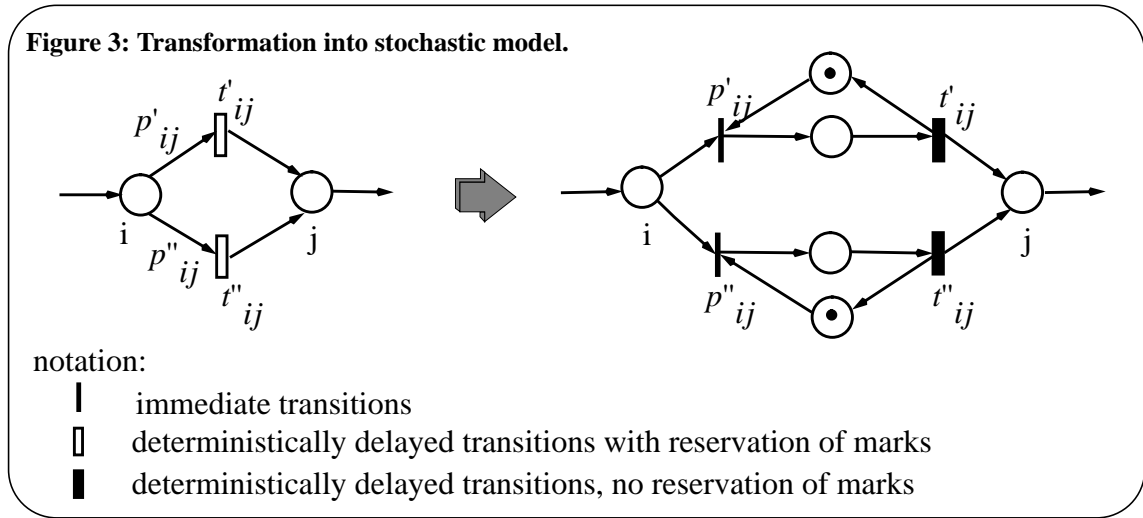 Figure 3: Transformation into stochastic model.
t'ij
p'ij
i
j
p''ij
t''ij
p'ij
t'ij
i
j
p''ij
t''ij
notation:
immediate transitions
deterministically delayed transitions with reservation of marks
deterministically delayed transitions, no reservation of marks